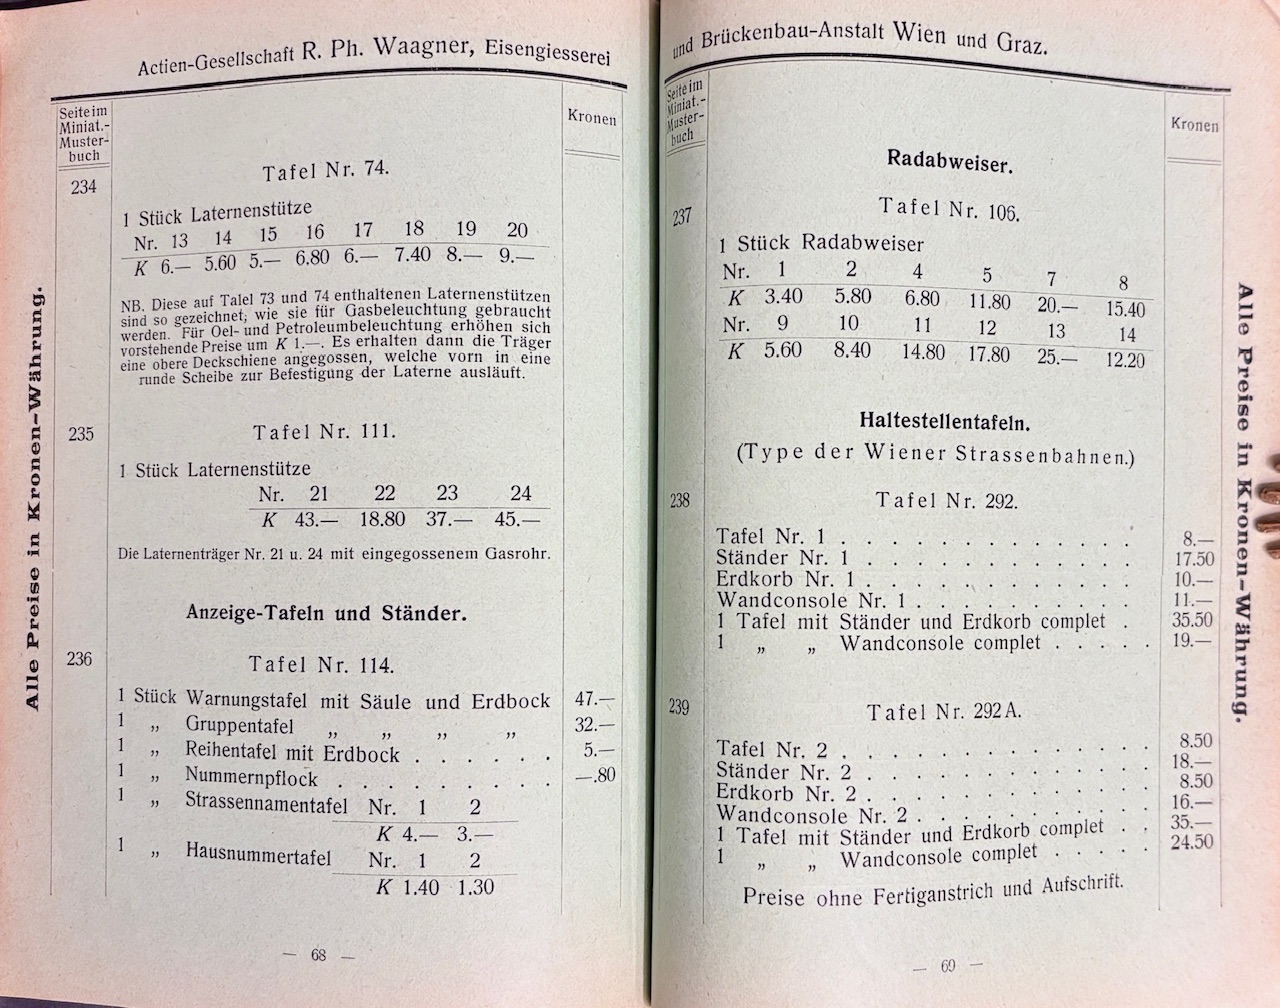 Actien-Gesellschaft R. Ph. Waagner, Eisengiesserei
Seite im
Miniat.-
Muster-
buch
Kronen
Alle Preise in Kronen-Währung.
234
Tafel Nr. 74.
1 Stück Laternenstütze
Nr. 13 14 15 16 17 18 19 20
K 6.— 5.60 5.— 6.80 6.— 7.40 8.— 9.—
NB. Diese auf Talel 73 und 74 enthaltenen Laternenstützen
sind so gezeichnet, wie sie für Gasbeleuchtung gebraucht
werden. Für Oel- und Petroleumbeleuchtung erhöhen sich
vorstehende Preise um K 1.—. Es erhalten dann die Träger
eine obere Deckschiene angegossen, welche vorn in eine
runde Scheibe zur Befestigung der Laterne ausläuft.
235
Tafel Nr. 111.
1 Stück Laternenstütze
Nr. 21 22 23 24
K 43.— 18.80 37.— 45.—
Die Laternenträger Nr. 21 u. 24 mit eingegossenem Gasrohr.
Anzeige-Tafeln und Ständer.
236
Tafel Nr. 114.
1 Stück Warnungstafel mit Säule und Erdbock 47.—
1 „ Gruppentafel „ „ „ „ 32.—
1 „ Reihentafel mit Erdbock . . . . . . 5.—
1 „ Nummernpflock . . . . . . . . . —.80
1 „ Strassennamentafel Nr. 1 2
K 4.— 3.—
1 „ Hausnummertafel Nr. 1 2
K 1.40 1.30
— 68 —
und Brückenbau-Anstalt Wien und Graz.
Seite im
Miniat.-
Muster-
buch
Kronen
Radabweiser.
237
Tafel Nr. 106.
1 Stück Radabweiser
Nr. 1 2 4 5 7 8
K 3.40 5.80 6.80 11.80 20.— 15.40
Nr. 9 10 11 12 13 14
K 5.60 8.40 14.80 17.80 25.— 12.20
Haltestellentafeln.
(Type der Wiener Strassenbahnen.)
238
Tafel Nr. 292.
Tafel Nr. 1 . . . . . . . . . . . . 8.—
Ständer Nr. 1 . . . . . . . . . . . 17.50
Erdkorb Nr. 1 . . . . . . . . . . . 10.—
Wandconsole Nr. 1 . . . . . . . . . 11.—
1 Tafel mit Ständer und Erdkorb complet . 35.50
1 „ „ Wandconsole complet . . . . . 19.—
239
Tafel Nr. 292 A.
Tafel Nr. 2 . . . . . . . . . . . . 8.50
Ständer Nr. 2 . . . . . . . . . . . 18.—
Erdkorb Nr. 2 . . . . . . . . . . . 8.50
Wandconsole Nr. 2 . . . . . . . . . 16.—
1 Tafel mit Ständer und Erdkorb complet . . 35.—
1 „ „ Wandconsole complet . . . . . 24.50
Preise ohne Fertiganstrich und Aufschrift.
— 69 —
Alle Preise in Kronen-Währung.